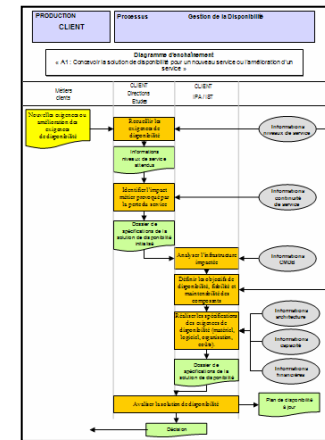 PRODUCTION
CLIENT
Processus
Gestion de la Disponibilité
Diagramme d'enchaînement
« A1 : Concevoir la solution de disponibilité pour un nouveau service ou l'amélioration d'un
service »
Métiers
clients
CLIENT
Directions
Etudes
CLIENT
IPA / IST
Nouvelles exigences ou
amélioration des
exigences
de disponibilité
Recueillir les
exigences de
disponibilité
Informations
niveaux de service
Informations
niveaux de service
attendus
Identifier l'impact
métier provoqué par
la perte du service
Informations
continuité
de service
Dossier de
spécifications de la
solution de disponibilité
initiales
Analyser l'infrastructure
impactée
Informations
CMDB
Définir les objectifs de
disponibilité, fiabilité et
maintenabilité des
composants
Réaliser les spécifications
des exigences de
disponibilité (matériel,
logiciel, organisation,
coûts)
Informations
architecture
Informations
capacité
Informations
financières
Dossier de
spécifications de la
solution de disponibilité
Evaluer la solution de disponibilité
Plan de disponibilité
à jour
Décision